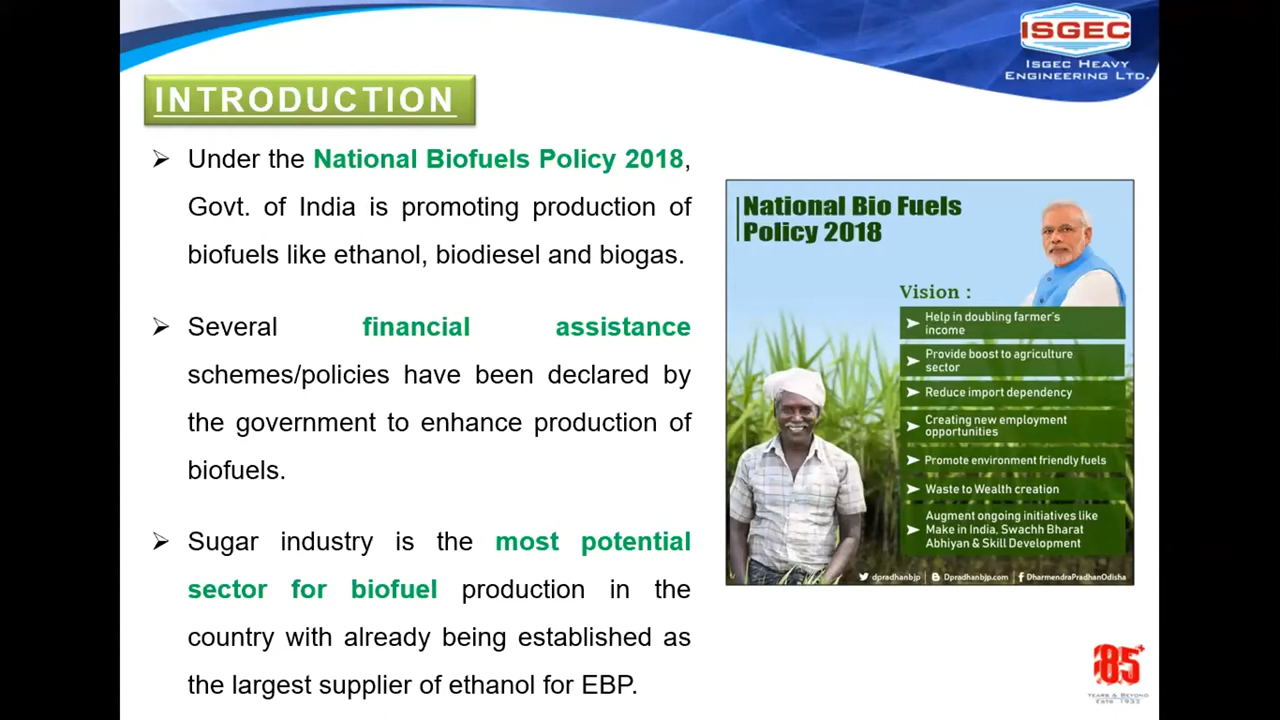 ISGEC
ISGEC HEAVY
ENGINEERING LTD.
INTRODUCTION
➢ Under the National Biofuels Policy 2018,
Govt. of India is promoting production of
biofuels like ethanol, biodiesel and biogas.
➢ Several financial assistance
schemes/policies have been declared by
the government to enhance production of
biofuels.
➢ Sugar industry is the most potential
sector for biofuel production in the
country with already being established as
the largest supplier of ethanol for EBP.
National Bio Fuels
Policy 2018
Vision :
Help in doubling farmer's
income
Provide boost to agriculture
sector
Reduce import dependency
Creating new employment
opportunities
Promote environment friendly fuels
Waste to Wealth creation
Augment ongoing initiatives like
Make in India, Swachh Bharat
Abhiyan & Skill Development
dpradhanbjp | Dpradhanbjp.com | DharmendraPradhanOdisha
85+
YEARS & BEYOND
ESTD. 1933